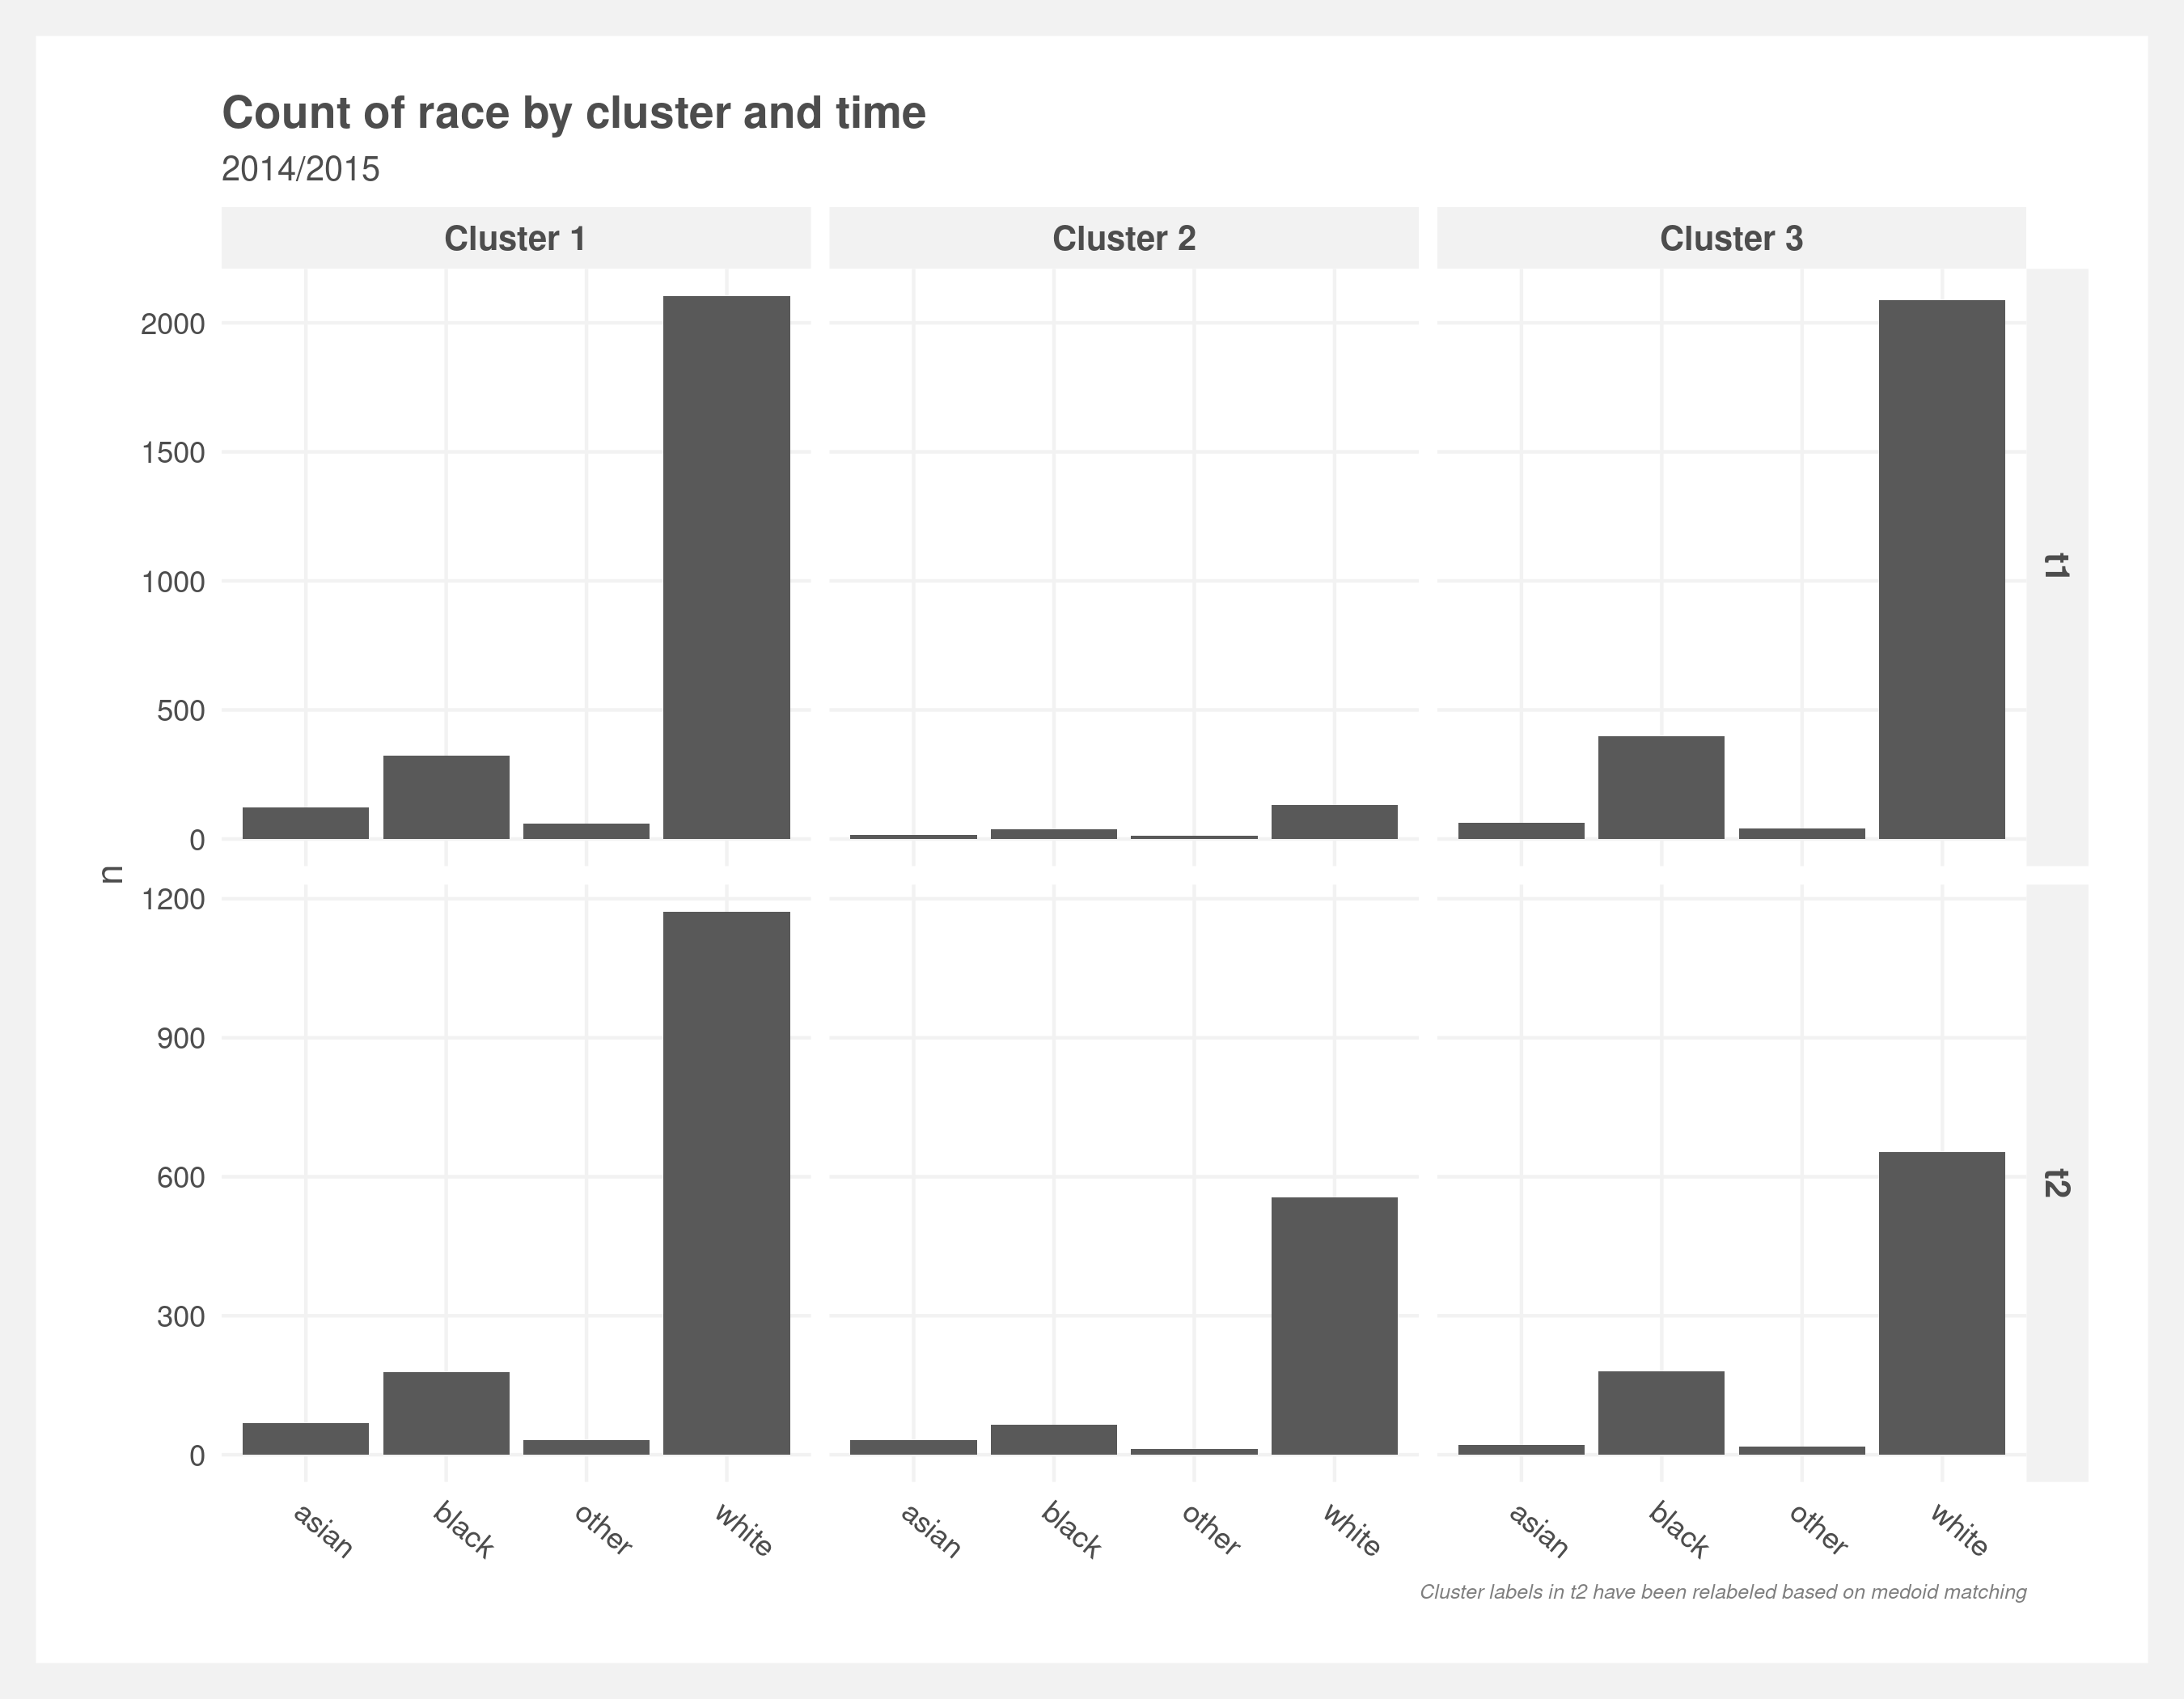 Count of race by cluster and time
2014/2015
Cluster 1 Cluster 2 Cluster 3
2000
1500
1000
500
0
t1
n
1200
900
600
300
0
t2
asian black other white asian black other white asian black other white
Cluster labels in t2 have been relabeled based on medoid matching